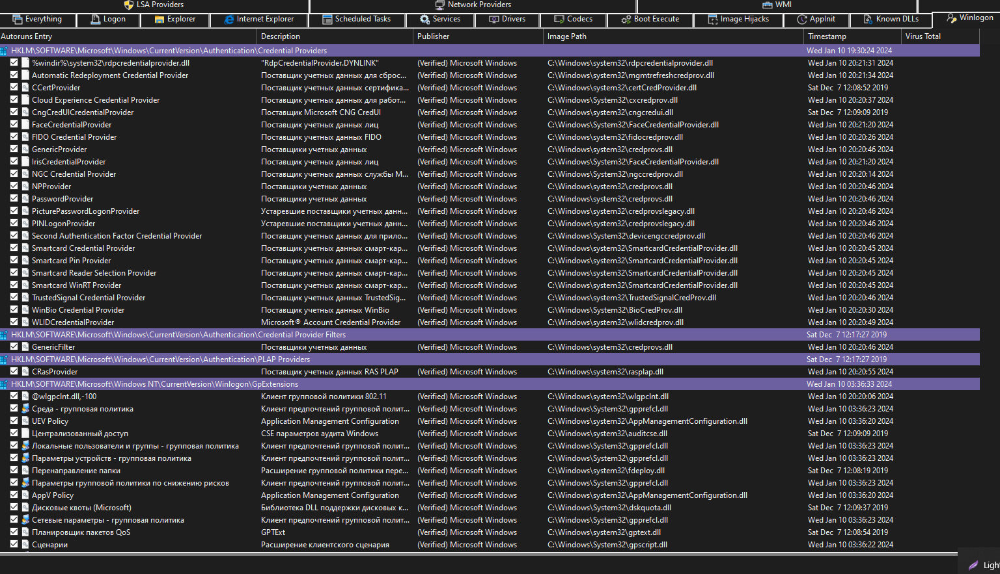 LSA Providers Network Providers WMI
Everything Logon Explorer Internet Explorer Scheduled Tasks Services Drivers Codecs Boot Execute Image Hijacks AppInit Known DLLs Winlogon
Autoruns Entry Description Publisher Image Path Timestamp Virus Total
HKLM\SOFTWARE\Microsoft\Windows\CurrentVersion\Authentication\Credential Providers Wed Jan 10 19:30:24 2024
%windir%\system32\rdpcredentialprovider.dll "RdpCredentialProvider.DYNLINK" (Verified) Microsoft Windows C:\Windows\system32\rdpcredentialprovider.dll Wed Jan 10 20:21:31 2024
Automatic Redeployment Credential Provider Поставщик учетных данных для сброс... (Verified) Microsoft Windows C:\Windows\system32\mgmtrefreshcredprov.dll Wed Jan 10 20:21:34 2024
CCertProvider Поставщик учетных данных сертифика... (Verified) Microsoft Windows C:\Windows\system32\certCredProvider.dll Sat Dec 7 12:08:52 2019
Cloud Experience Credential Provider Поставщик учетных данных для работ... (Verified) Microsoft Windows C:\Windows\System32\cxcredprov.dll Wed Jan 10 20:20:37 2024
CngCredUICredentialProvider Поставщик Microsoft CNG CredUI (Verified) Microsoft Windows C:\Windows\System32\cngcredui.dll Sat Dec 7 12:09:09 2019
FaceCredentialProvider Поставщик учетных данных лиц (Verified) Microsoft Windows C:\Windows\System32\FaceCredentialProvider.dll Wed Jan 10 20:21:20 2024
FIDO Credential Provider Поставщик учетных данных FIDO (Verified) Microsoft Windows C:\Windows\system32\fidocredprov.dll Wed Jan 10 20:20:26 2024
GenericProvider Поставщики учетных данных (Verified) Microsoft Windows C:\Windows\system32\credprovs.dll Wed Jan 10 20:20:46 2024
IrisCredentialProvider Поставщик учетных данных лиц (Verified) Microsoft Windows C:\Windows\System32\FaceCredentialProvider.dll Wed Jan 10 20:21:20 2024
NGC Credential Provider Поставщик учетных данных службы M... (Verified) Microsoft Windows C:\Windows\System32\ngccredprov.dll Wed Jan 10 20:20:14 2024
NPProvider Поставщики учетных данных (Verified) Microsoft Windows C:\Windows\system32\credprovs.dll Wed Jan 10 20:20:46 2024
PasswordProvider Поставщики учетных данных (Verified) Microsoft Windows C:\Windows\system32\credprovs.dll Wed Jan 10 20:20:46 2024
PicturePasswordLogonProvider Устаревшие поставщики учетных данн... (Verified) Microsoft Windows C:\Windows\system32\credprovslegacy.dll Wed Jan 10 20:20:46 2024
PINLogonProvider Устаревшие поставщики учетных данн... (Verified) Microsoft Windows C:\Windows\system32\credprovslegacy.dll Wed Jan 10 20:20:46 2024
Second Authentication Factor Credential Provider Поставщик учетных данных для прило... (Verified) Microsoft Windows C:\Windows\System32\devicengccredprov.dll Wed Jan 10 20:20:46 2024
Smartcard Credential Provider Поставщик учетных данных смарт-кар... (Verified) Microsoft Windows C:\Windows\system32\SmartcardCredentialProvider.dll Wed Jan 10 20:20:45 2024
Smartcard Pin Provider Поставщик учетных данных смарт-кар... (Verified) Microsoft Windows C:\Windows\system32\SmartcardCredentialProvider.dll Wed Jan 10 20:20:45 2024
Smartcard Reader Selection Provider Поставщик учетных данных смарт-кар... (Verified) Microsoft Windows C:\Windows\system32\SmartcardCredentialProvider.dll Wed Jan 10 20:20:45 2024
Smartcard WinRT Provider Поставщик учетных данных смарт-кар... (Verified) Microsoft Windows C:\Windows\system32\SmartcardCredentialProvider.dll Wed Jan 10 20:20:45 2024
TrustedSignal Credential Provider Поставщик учетных данных TrustedSig... (Verified) Microsoft Windows C:\Windows\system32\TrustedSignalCredProv.dll Wed Jan 10 20:20:46 2024
WinBio Credential Provider Поставщик учетных данных WinBio (Verified) Microsoft Windows C:\Windows\system32\BioCredProv.dll Wed Jan 10 20:20:30 2024
WLIDCredentialProvider Microsoft® Account Credential Provider (Verified) Microsoft Windows C:\Windows\system32\wlidcredprov.dll Wed Jan 10 20:20:49 2024
HKLM\SOFTWARE\Microsoft\Windows\CurrentVersion\Authentication\Credential Provider Filters Sat Dec 7 12:17:27 2019
GenericFilter Поставщики учетных данных (Verified) Microsoft Windows C:\Windows\system32\credprovs.dll Wed Jan 10 20:20:46 2024
HKLM\SOFTWARE\Microsoft\Windows\CurrentVersion\Authentication\PLAP Providers Sat Dec 7 12:17:27 2019
CRasProvider Поставщик учетных данных RAS PLAP (Verified) Microsoft Windows C:\Windows\system32\rasplap.dll Wed Jan 10 20:20:55 2024
HKLM\SOFTWARE\Microsoft\Windows NT\CurrentVersion\Winlogon\GpExtensions Wed Jan 10 03:36:33 2024
@wlgpclnt.dll,-100 Клиент групповой политики 802.11 (Verified) Microsoft Windows C:\Windows\system32\wlgpclnt.dll Wed Jan 10 20:20:06 2024
Среда - групповая политика Клиент предпочтений групповой полит... (Verified) Microsoft Windows C:\Windows\System32\gpprefcl.dll Wed Jan 10 03:36:23 2024
UEV Policy Application Management Configuration (Verified) Microsoft Windows C:\Windows\System32\AppManagementConfiguration.dll Wed Jan 10 03:36:20 2024
Централизованный доступ CSE параметров аудита Windows (Verified) Microsoft Windows C:\Windows\System32\auditcse.dll Sat Dec 7 12:09:09 2019
Локальные пользователи и группы - групповая политика Клиент предпочтений групповой полит... (Verified) Microsoft Windows C:\Windows\System32\gpprefcl.dll Wed Jan 10 03:36:23 2024
Параметры устройств - групповая политика Клиент предпочтений групповой полит... (Verified) Microsoft Windows C:\Windows\System32\gpprefcl.dll Wed Jan 10 03:36:23 2024
Перенаправление папки Расширение групповой политики пере... (Verified) Microsoft Windows C:\Windows\System32\fdeploy.dll Sat Dec 7 12:08:19 2019
Параметры групповой политики по снижению рисков Клиент предпочтений групповой полит... (Verified) Microsoft Windows C:\Windows\System32\gpprefcl.dll Wed Jan 10 03:36:23 2024
AppV Policy Application Management Configuration (Verified) Microsoft Windows C:\Windows\System32\AppManagementConfiguration.dll Wed Jan 10 03:36:20 2024
Дисковые квоты (Microsoft) Библиотека DLL поддержки дисковых к... (Verified) Microsoft Windows C:\Windows\System32\dskquota.dll Sat Dec 7 12:09:37 2019
Сетевые параметры - групповая политика Клиент предпочтений групповой полит... (Verified) Microsoft Windows C:\Windows\System32\gpprefcl.dll Wed Jan 10 03:36:23 2024
Планировщик пакетов QoS GPTExt (Verified) Microsoft Windows C:\Windows\System32\gptext.dll Sat Dec 7 12:08:54 2019
Сценарии Расширение клиентского сценария (Verified) Microsoft Windows C:\Windows\System32\gpscript.dll Wed Jan 10 03:36:22 2024
Ligh